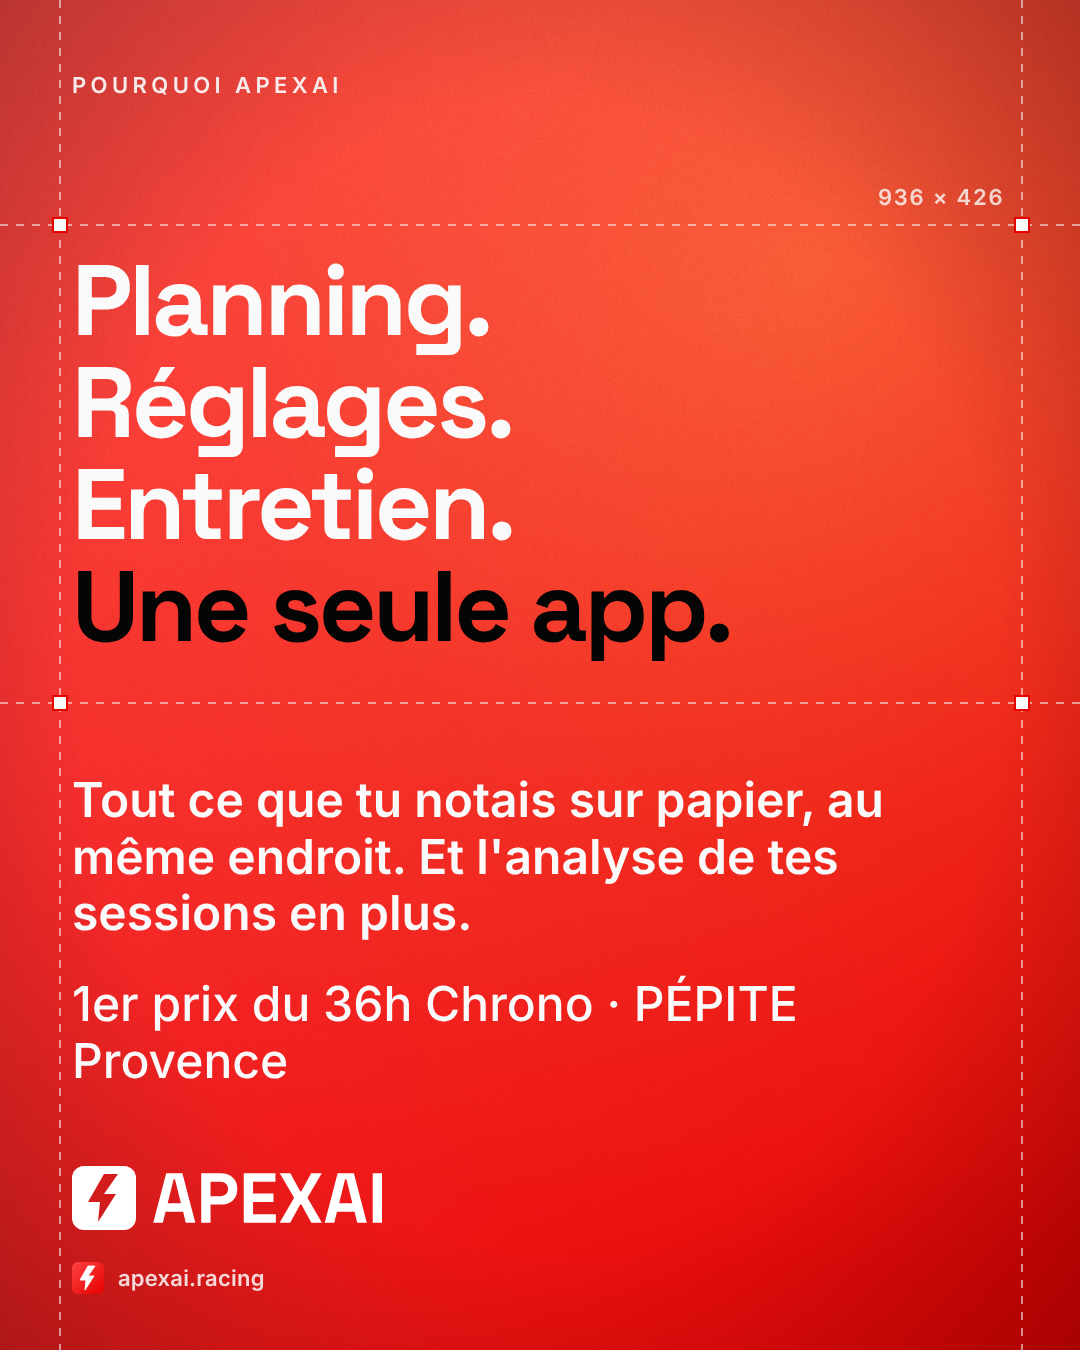 POURQUOI APEXAI
936 × 426
Planning.
Réglages.
Entretien.
Une seule app.
Tout ce que tu notais sur papier, au
même endroit. Et l'analyse de tes
sessions en plus.
1er prix du 36h Chrono · PÉPITE
Provence
APEXAI
apexai.racing